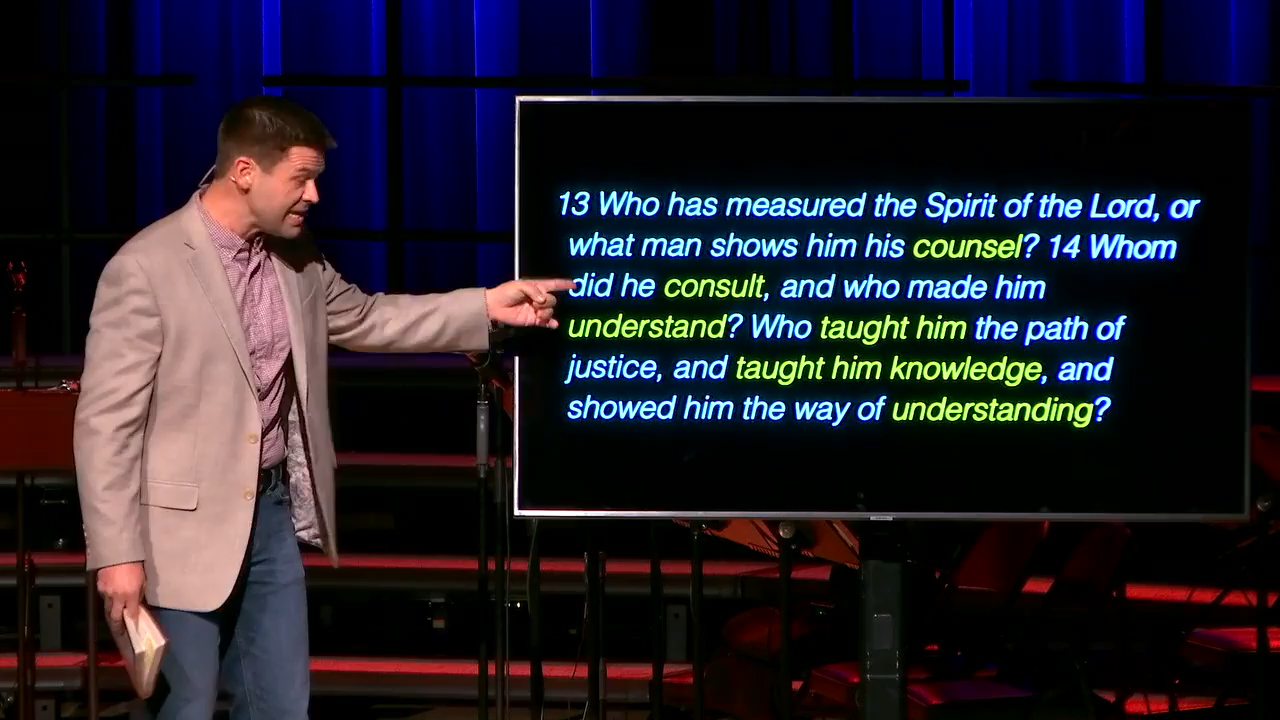 13 Who has measured the Spirit of the Lord, or
what man shows him his counsel? 14 Whom
did he consult, and who made him
understand? Who taught him the path of
justice, and taught him knowledge, and
showed him the way of understanding?